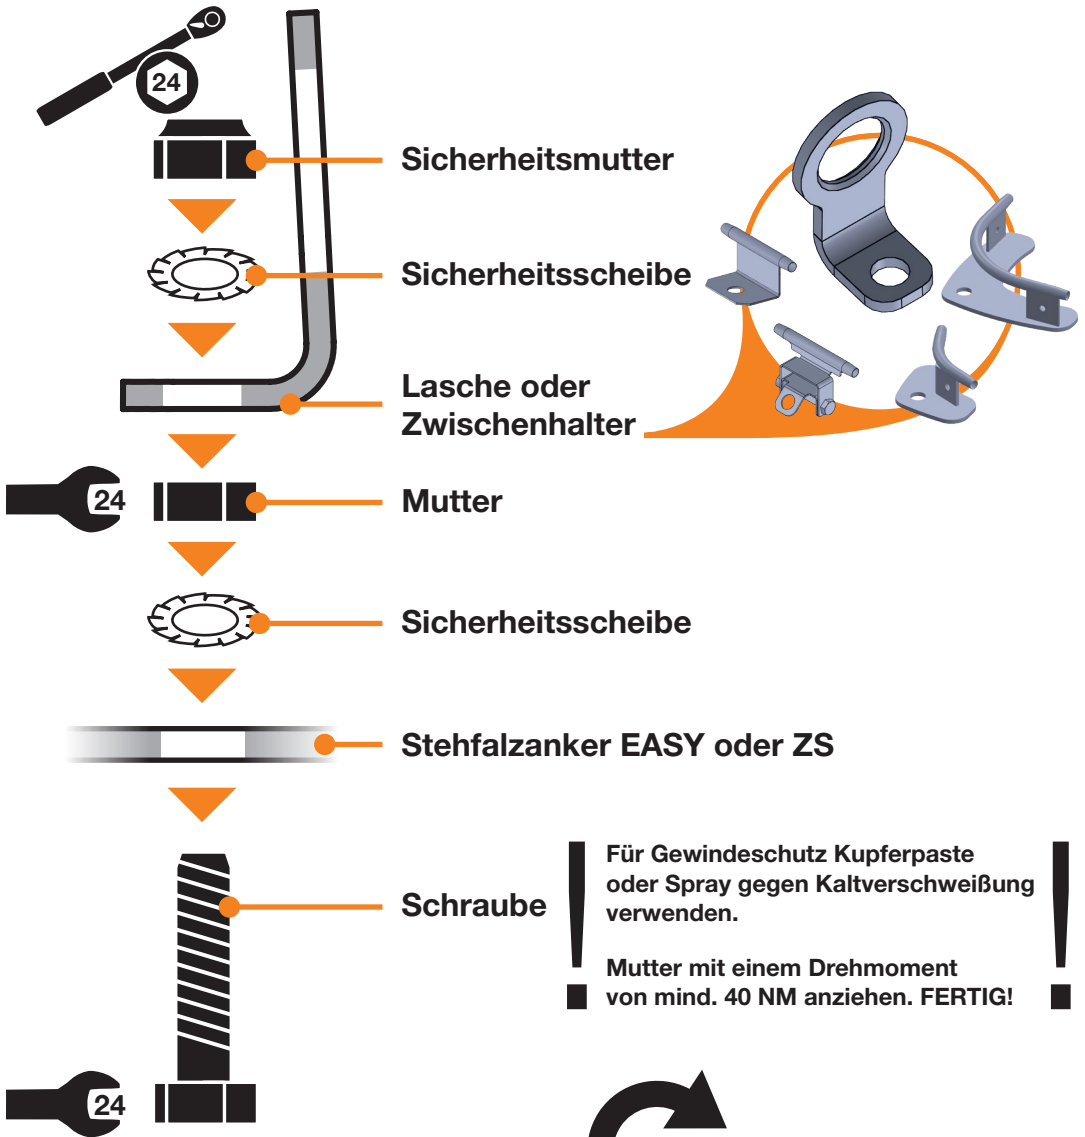 24
Sicherheitsmutter
Sicherheitsscheibe
Lasche oder
Zwischenhalter
24
Mutter
Sicherheitsscheibe
Stehfalzanker EASY oder ZS
Schraube
Für Gewindeschutz Kupferpaste
oder Spray gegen Kaltverschweißung
verwenden.
Mutter mit einem Drehmoment
von mind. 40 NM anziehen. FERTIG!
24